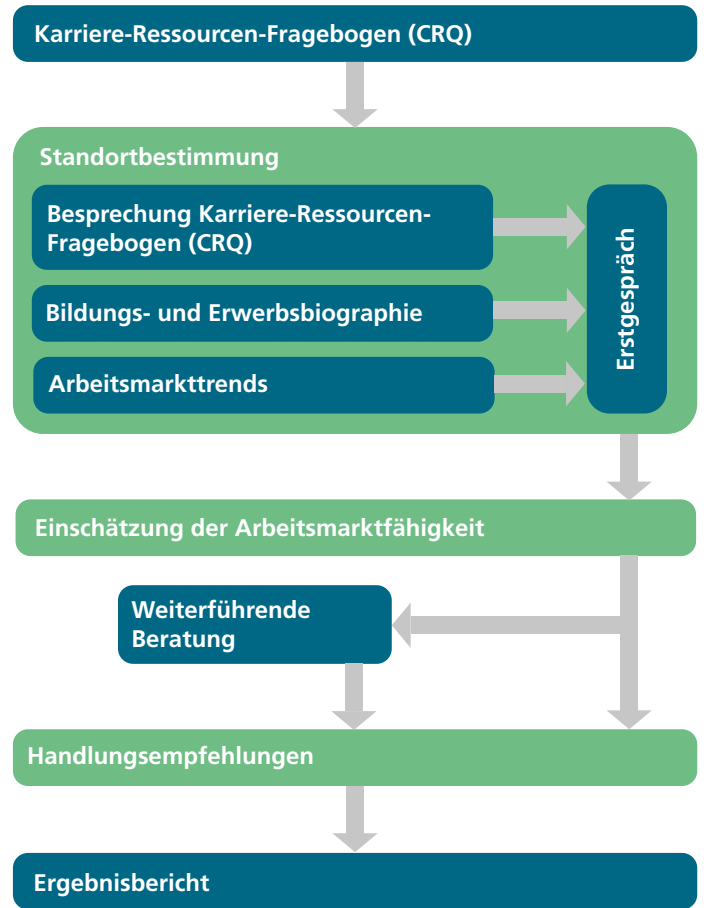 Karriere-Ressourcen-Fragebogen (CRQ)
Standortbestimmung
Besprechung Karriere-Ressourcen-
Fragebogen (CRQ)
Bildungs- und Erwerbsbiographie
Arbeitsmarkttrends
Erstgespräch
Einschätzung der Arbeitsmarktfähigkeit
Weiterführende
Beratung
Handlungsempfehlungen
Ergebnisbericht